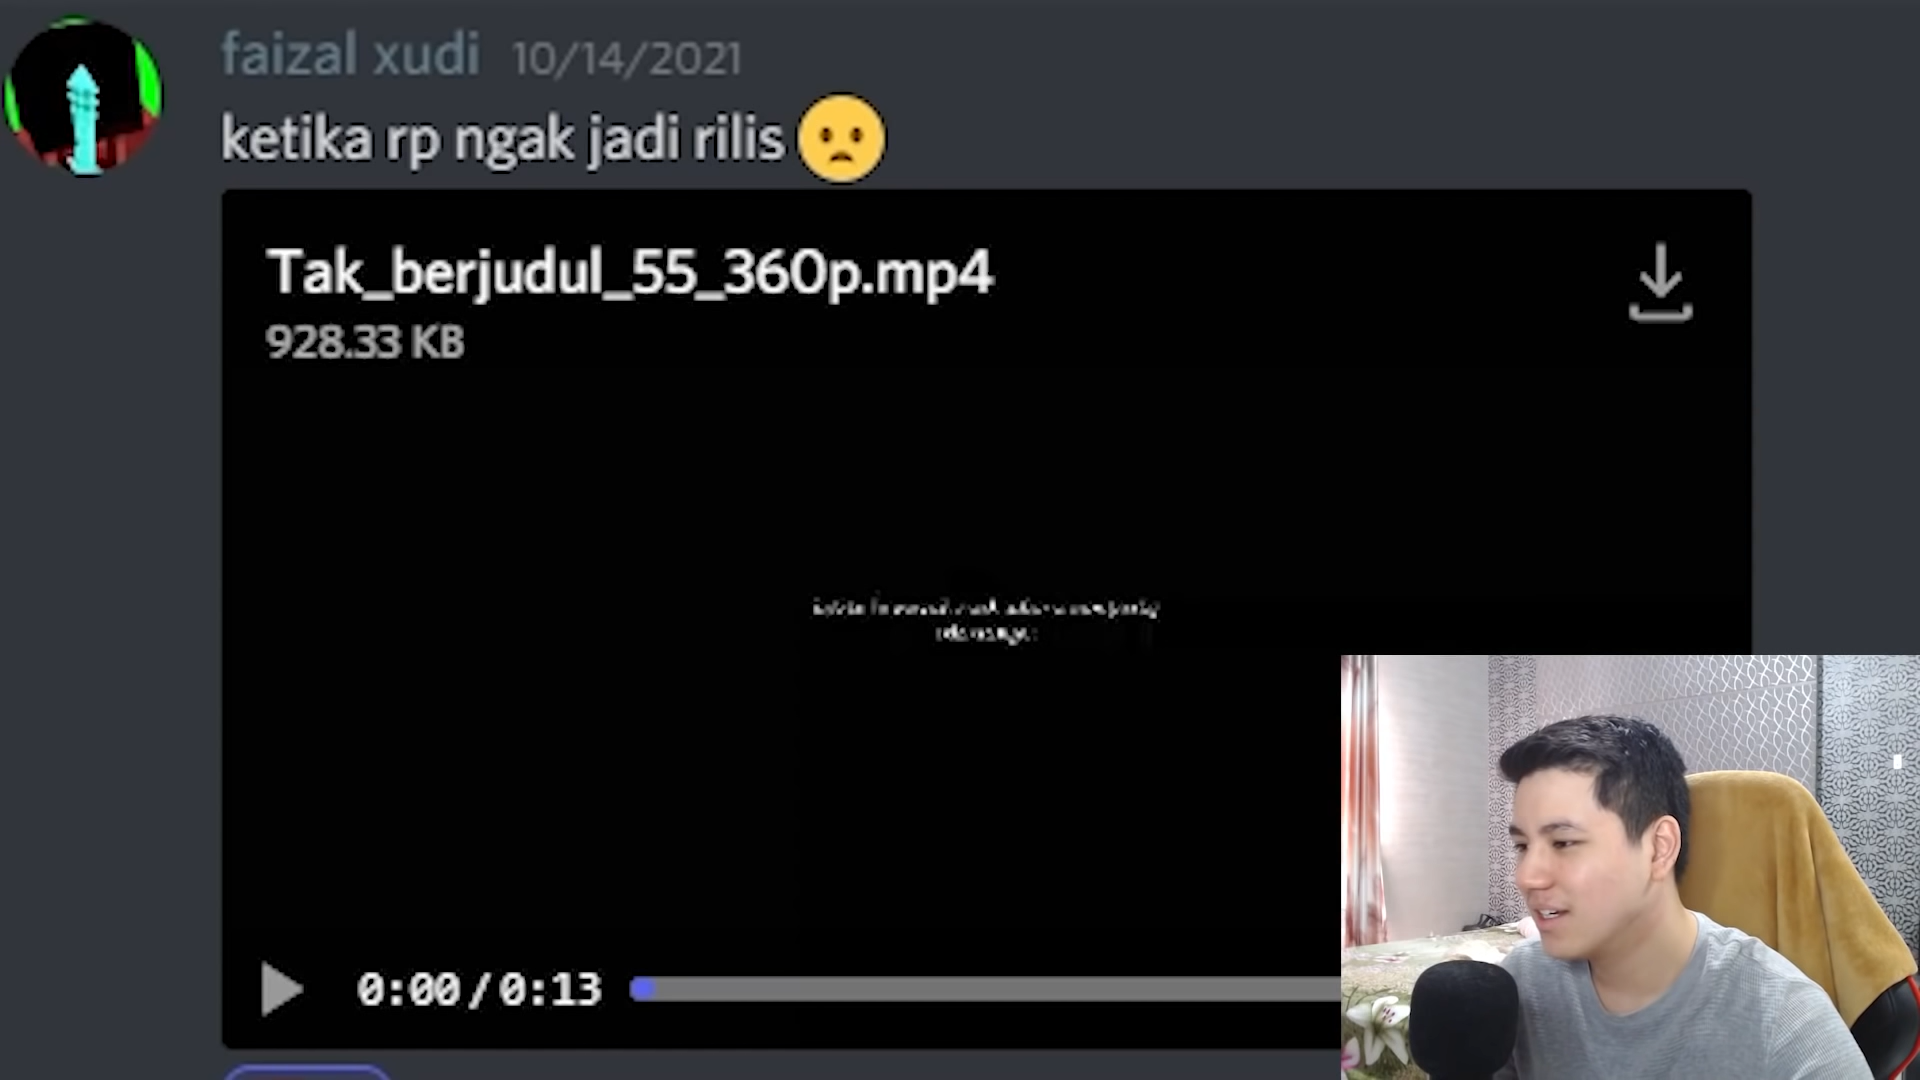 faizal xudi 10/14/2021
ketika rp ngak jadi rilis
Tak_berjudul_55_360p.mp4
928.33 KB
0:00 / 0:13